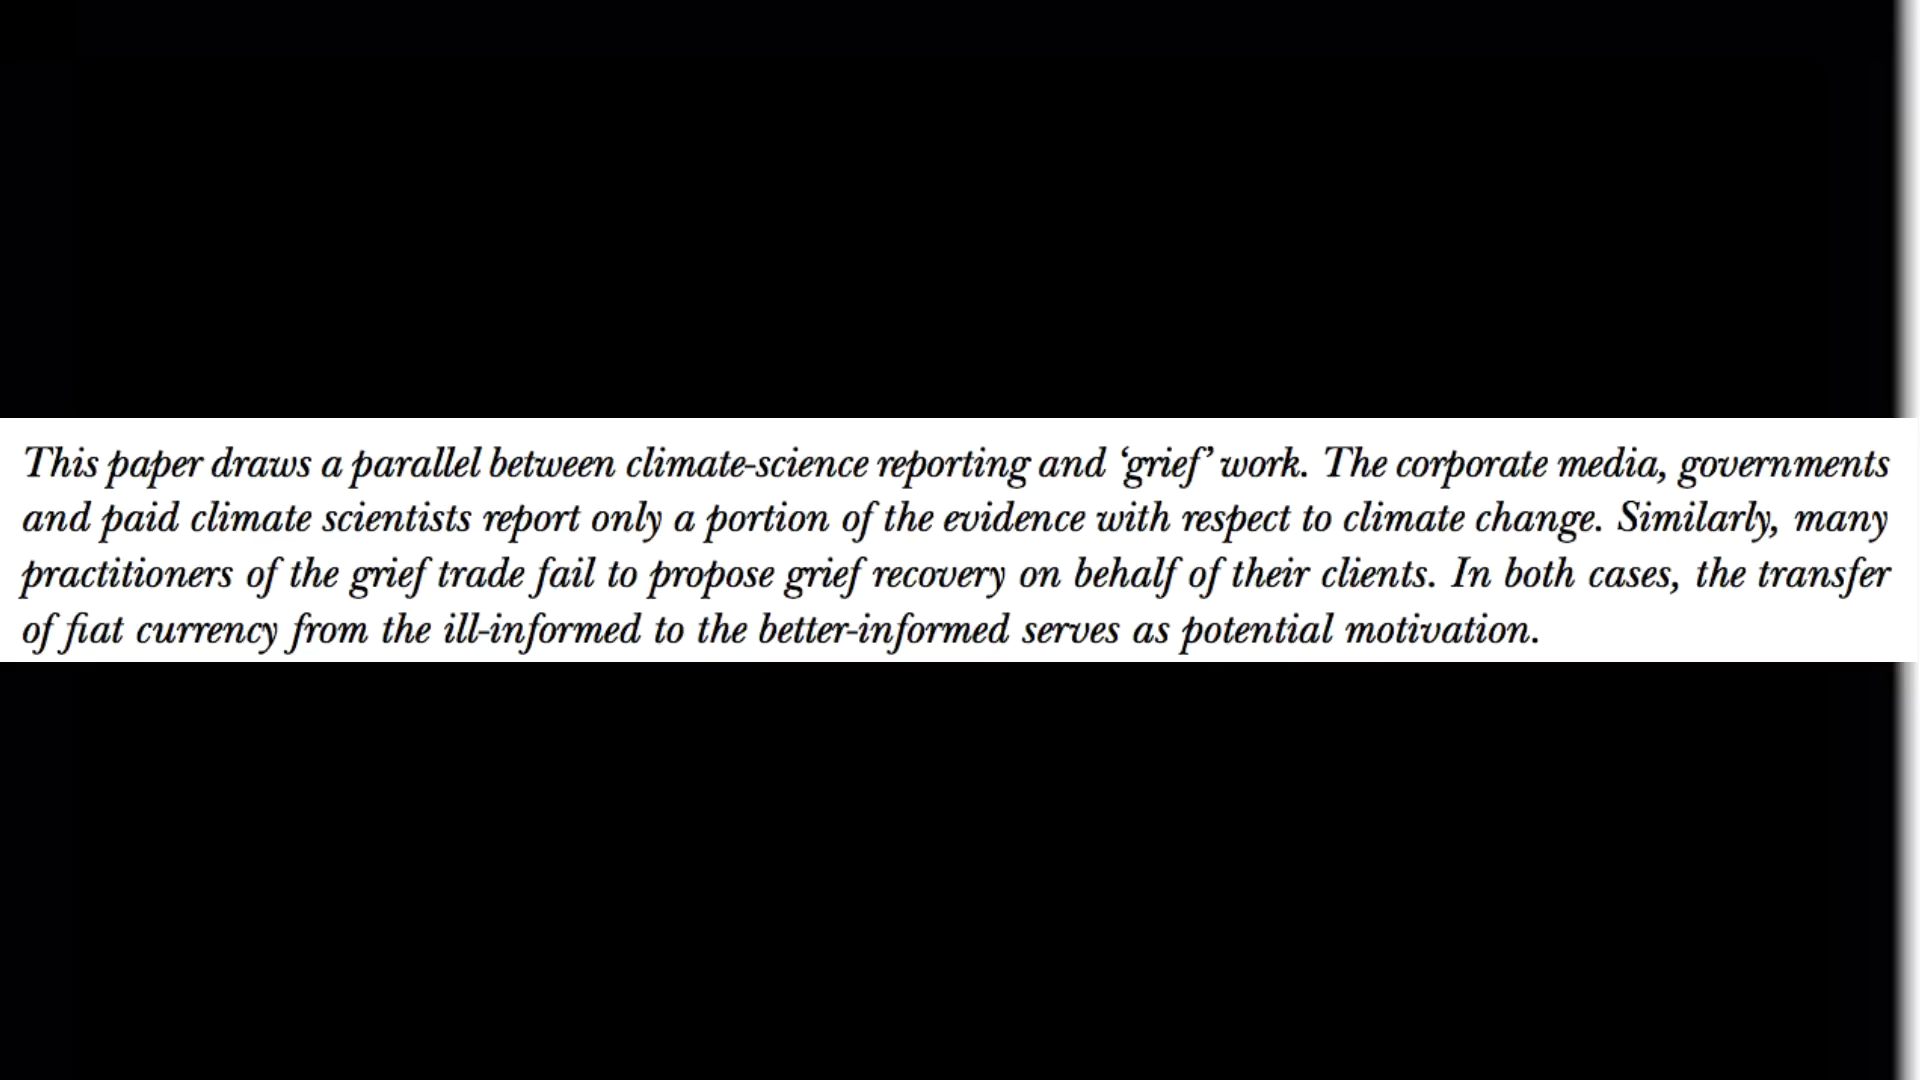 This paper draws a parallel between climate-science reporting and ‘grief’ work. The corporate media, governments
and paid climate scientists report only a portion of the evidence with respect to climate change. Similarly, many
practitioners of the grief trade fail to propose grief recovery on behalf of their clients. In both cases, the transfer
of fiat currency from the ill-informed to the better-informed serves as potential motivation.